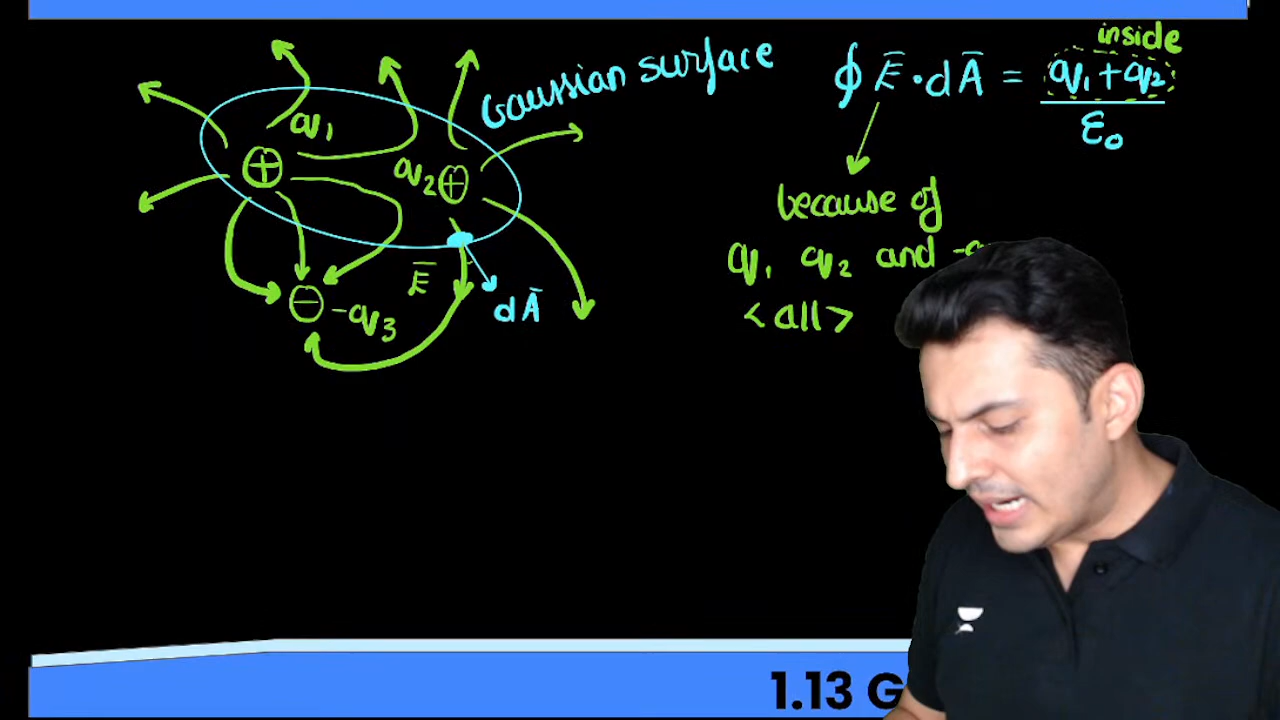 inside
Gaussian surface
∮ E̅ · dA̅ = q₁ + q₂ / ε₀
q₁
q₂
because of
q₁ q₂ and
E̅
dA̅
-q₃
<all>
1.13 G